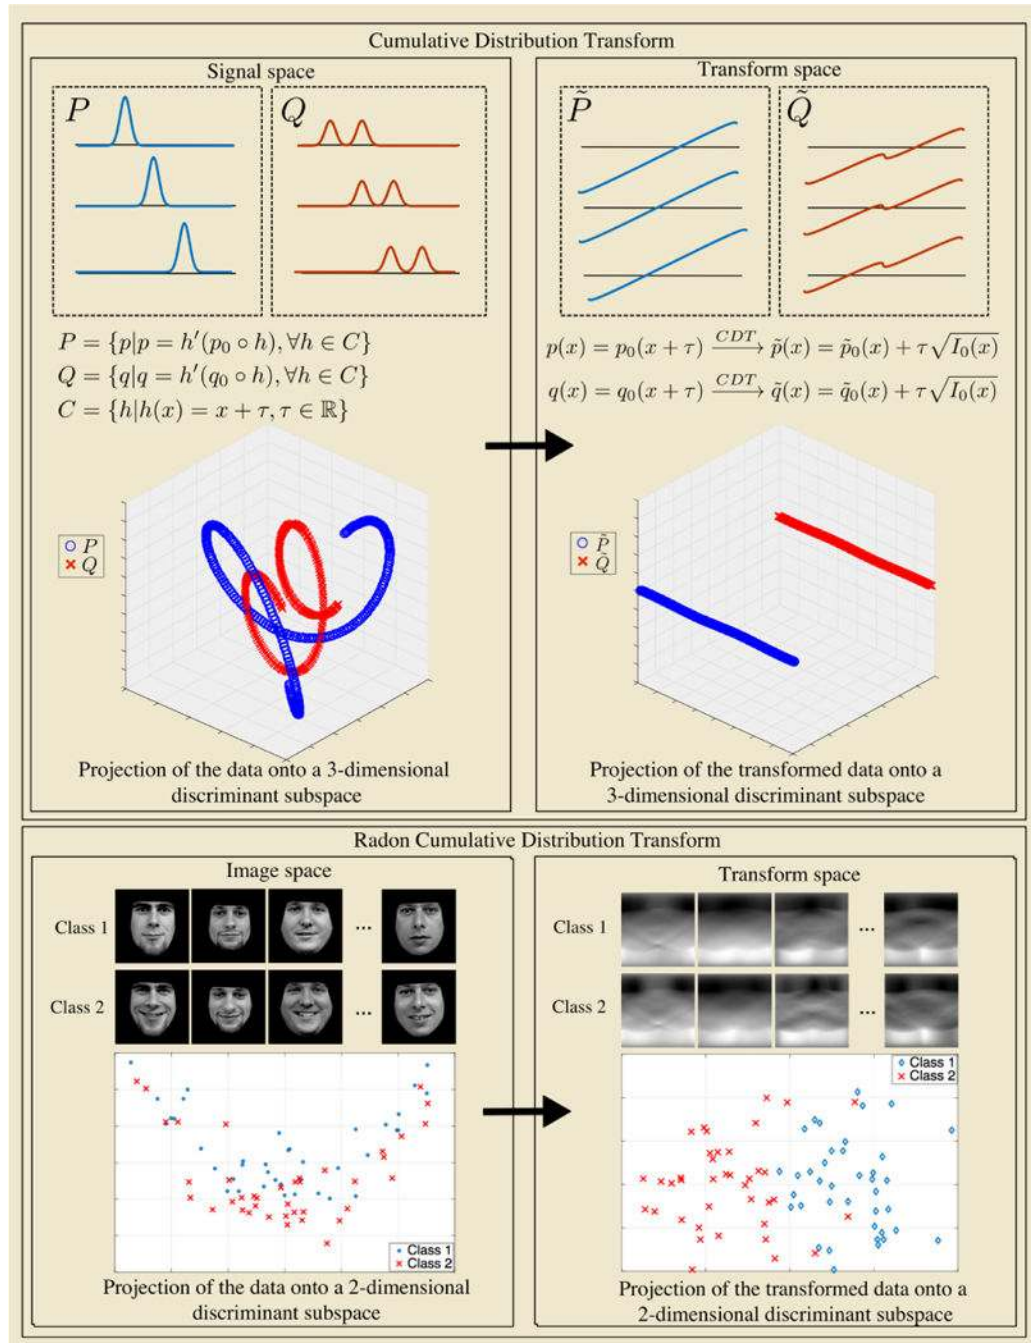 Cumulative Distribution Transform
Signal space
P
Q
P = {p|p = h′(p₀ ∘ h), ∀h ∈ C}
Q = {q|q = h′(q₀ ∘ h), ∀h ∈ C}
C = {h|h(x) = x + τ, τ ∈ ℝ}
P
Q
Projection of the data onto a 3-dimensional
discriminant subspace
Transform space
P̃
Q̃
p(x) = p₀(x + τ) —CDT→ p̃(x) = p̃₀(x) + τ√I₀(x)
q(x) = q₀(x + τ) —CDT→ q̃(x) = q̃₀(x) + τ√I₀(x)
P̃
Q̃
Projection of the transformed data onto a
3-dimensional discriminant subspace
Radon Cumulative Distribution Transform
Image space
Class 1
...
Class 2
...
Class 1
Class 2
Projection of the data onto a 2-dimensional
discriminant subspace
Transform space
Class 1
...
Class 2
...
Class 1
Class 2
Projection of the transformed data onto a
2-dimensional discriminant subspace